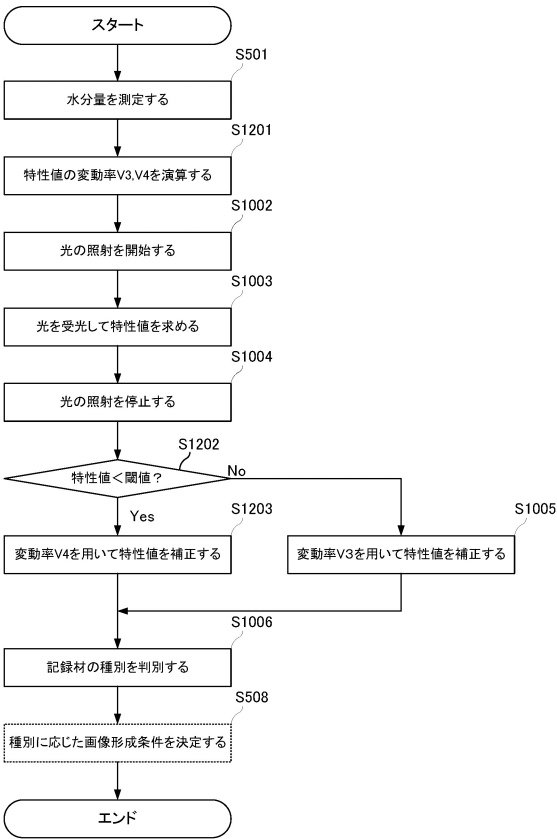 スタート
S501
水分量を測定する
S1201
特性値の変動率V3,V4を演算する
S1002
光の照射を開始する
S1003
光を受光して特性値を求める
S1004
光の照射を停止する
S1202
特性値＜閾値？
No
Yes
S1203
変動率V4を用いて特性値を補正する
S1005
変動率V３を用いて特性値を補正する
S1006
記録材の種別を判別する
S508
種別に応じた画像形成条件を決定する
エンド